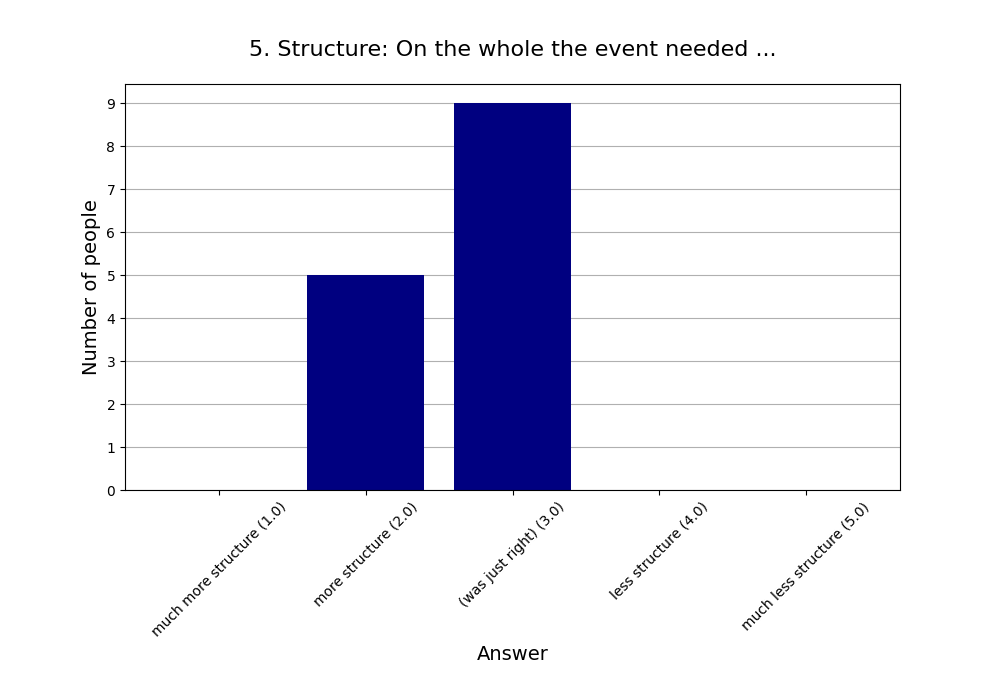 5. Structure: On the whole the event needed ...
Number of people
9
8
7
6
5
4
3
2
1
0
much more structure (1.0)
more structure (2.0)
(was just right) (3.0)
less structure (4.0)
much less structure (5.0)
Answer